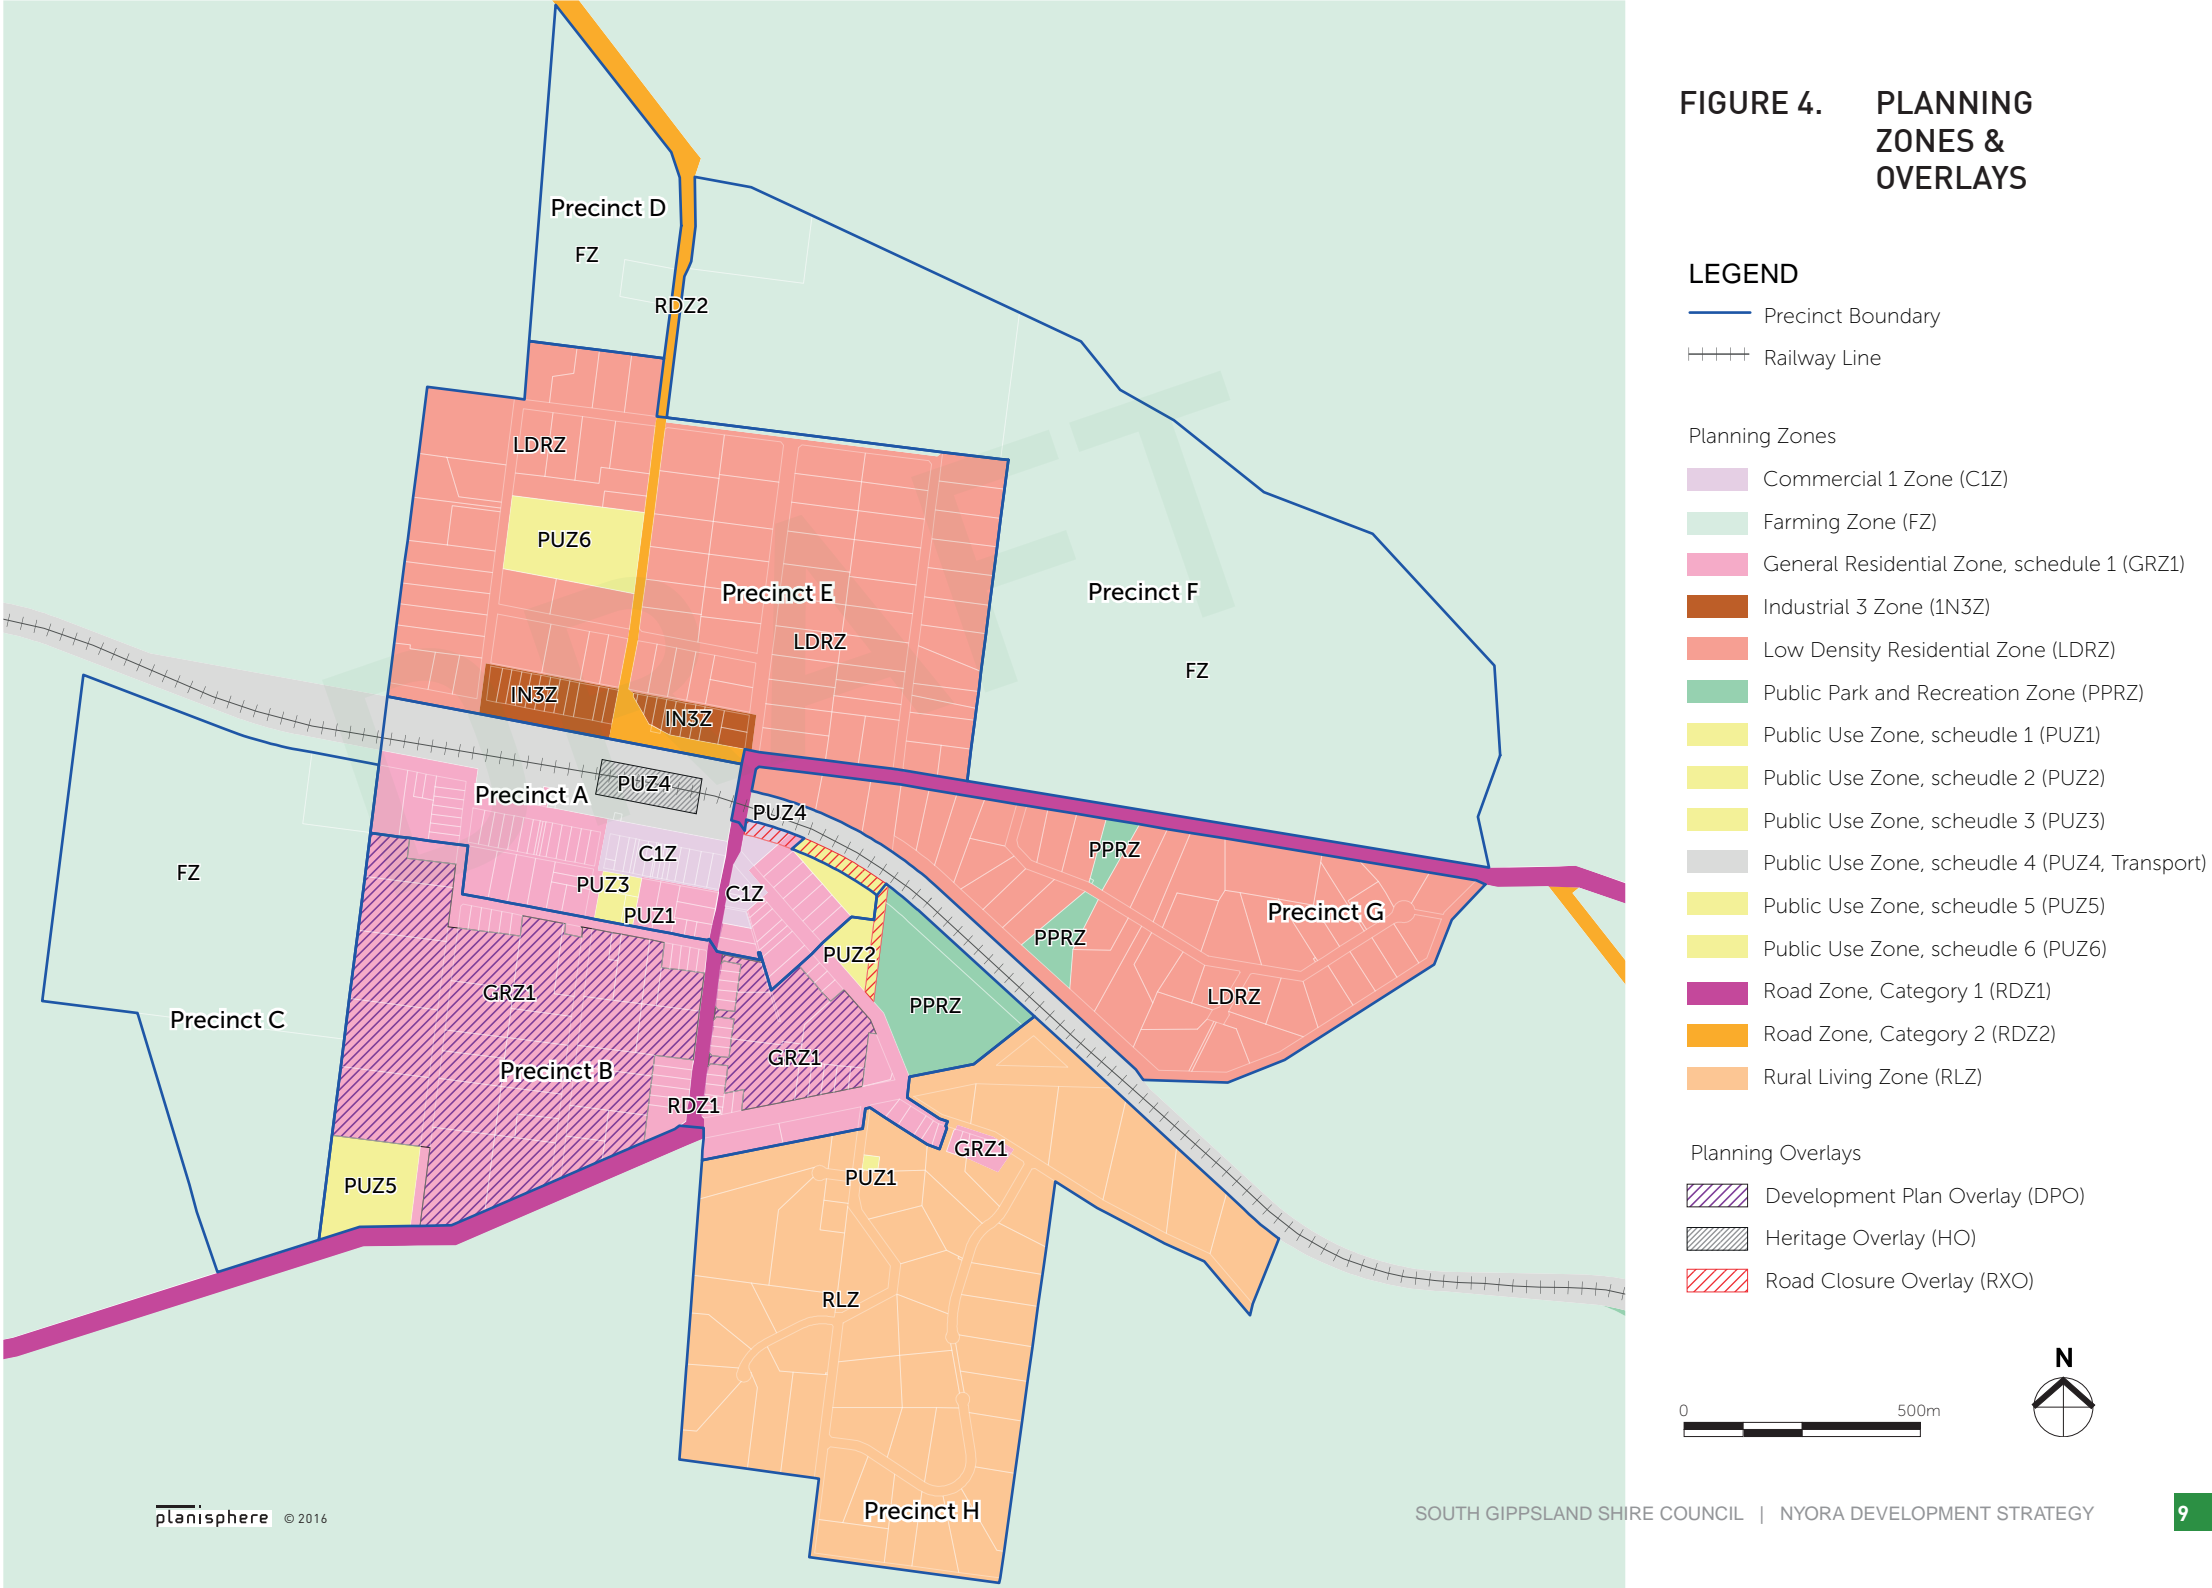 FIGURE 4. PLANNING
ZONES &
OVERLAYS
LEGEND
Precinct Boundary
Railway Line
Planning Zones
Commercial 1 Zone (C1Z)
Farming Zone (FZ)
General Residential Zone, schedule 1 (GRZ1)
Industrial 3 Zone (1N3Z)
Low Density Residential Zone (LDRZ)
Public Park and Recreation Zone (PPRZ)
Public Use Zone, scheudle 1 (PUZ1)
Public Use Zone, scheudle 2 (PUZ2)
Public Use Zone, scheudle 3 (PUZ3)
Public Use Zone, scheudle 4 (PUZ4, Transport)
Public Use Zone, scheudle 5 (PUZ5)
Public Use Zone, scheudle 6 (PUZ6)
Road Zone, Category 1 (RDZ1)
Road Zone, Category 2 (RDZ2)
Rural Living Zone (RLZ)
Planning Overlays
Development Plan Overlay (DPO)
Heritage Overlay (HO)
Road Closure Overlay (RXO)
N
0 500m
Precinct D
FZ
RDZ2
LDRZ
PUZ6
Precinct E
LDRZ
Precinct F
FZ
IN3Z
IN3Z
PUZ4
Precinct A
PUZ4
C1Z
PPRZ
FZ
PUZ3
C1Z
PUZ1
Precinct G
PPRZ
PUZ2
GRZ1
LDRZ
PPRZ
Precinct C
GRZ1
Precinct B
RDZ1
GRZ1
PUZ1
PUZ5
RLZ
Precinct H
DRAFT
planisphere © 2016
SOUTH GIPPSLAND SHIRE COUNCIL | NYORA DEVELOPMENT STRATEGY 9